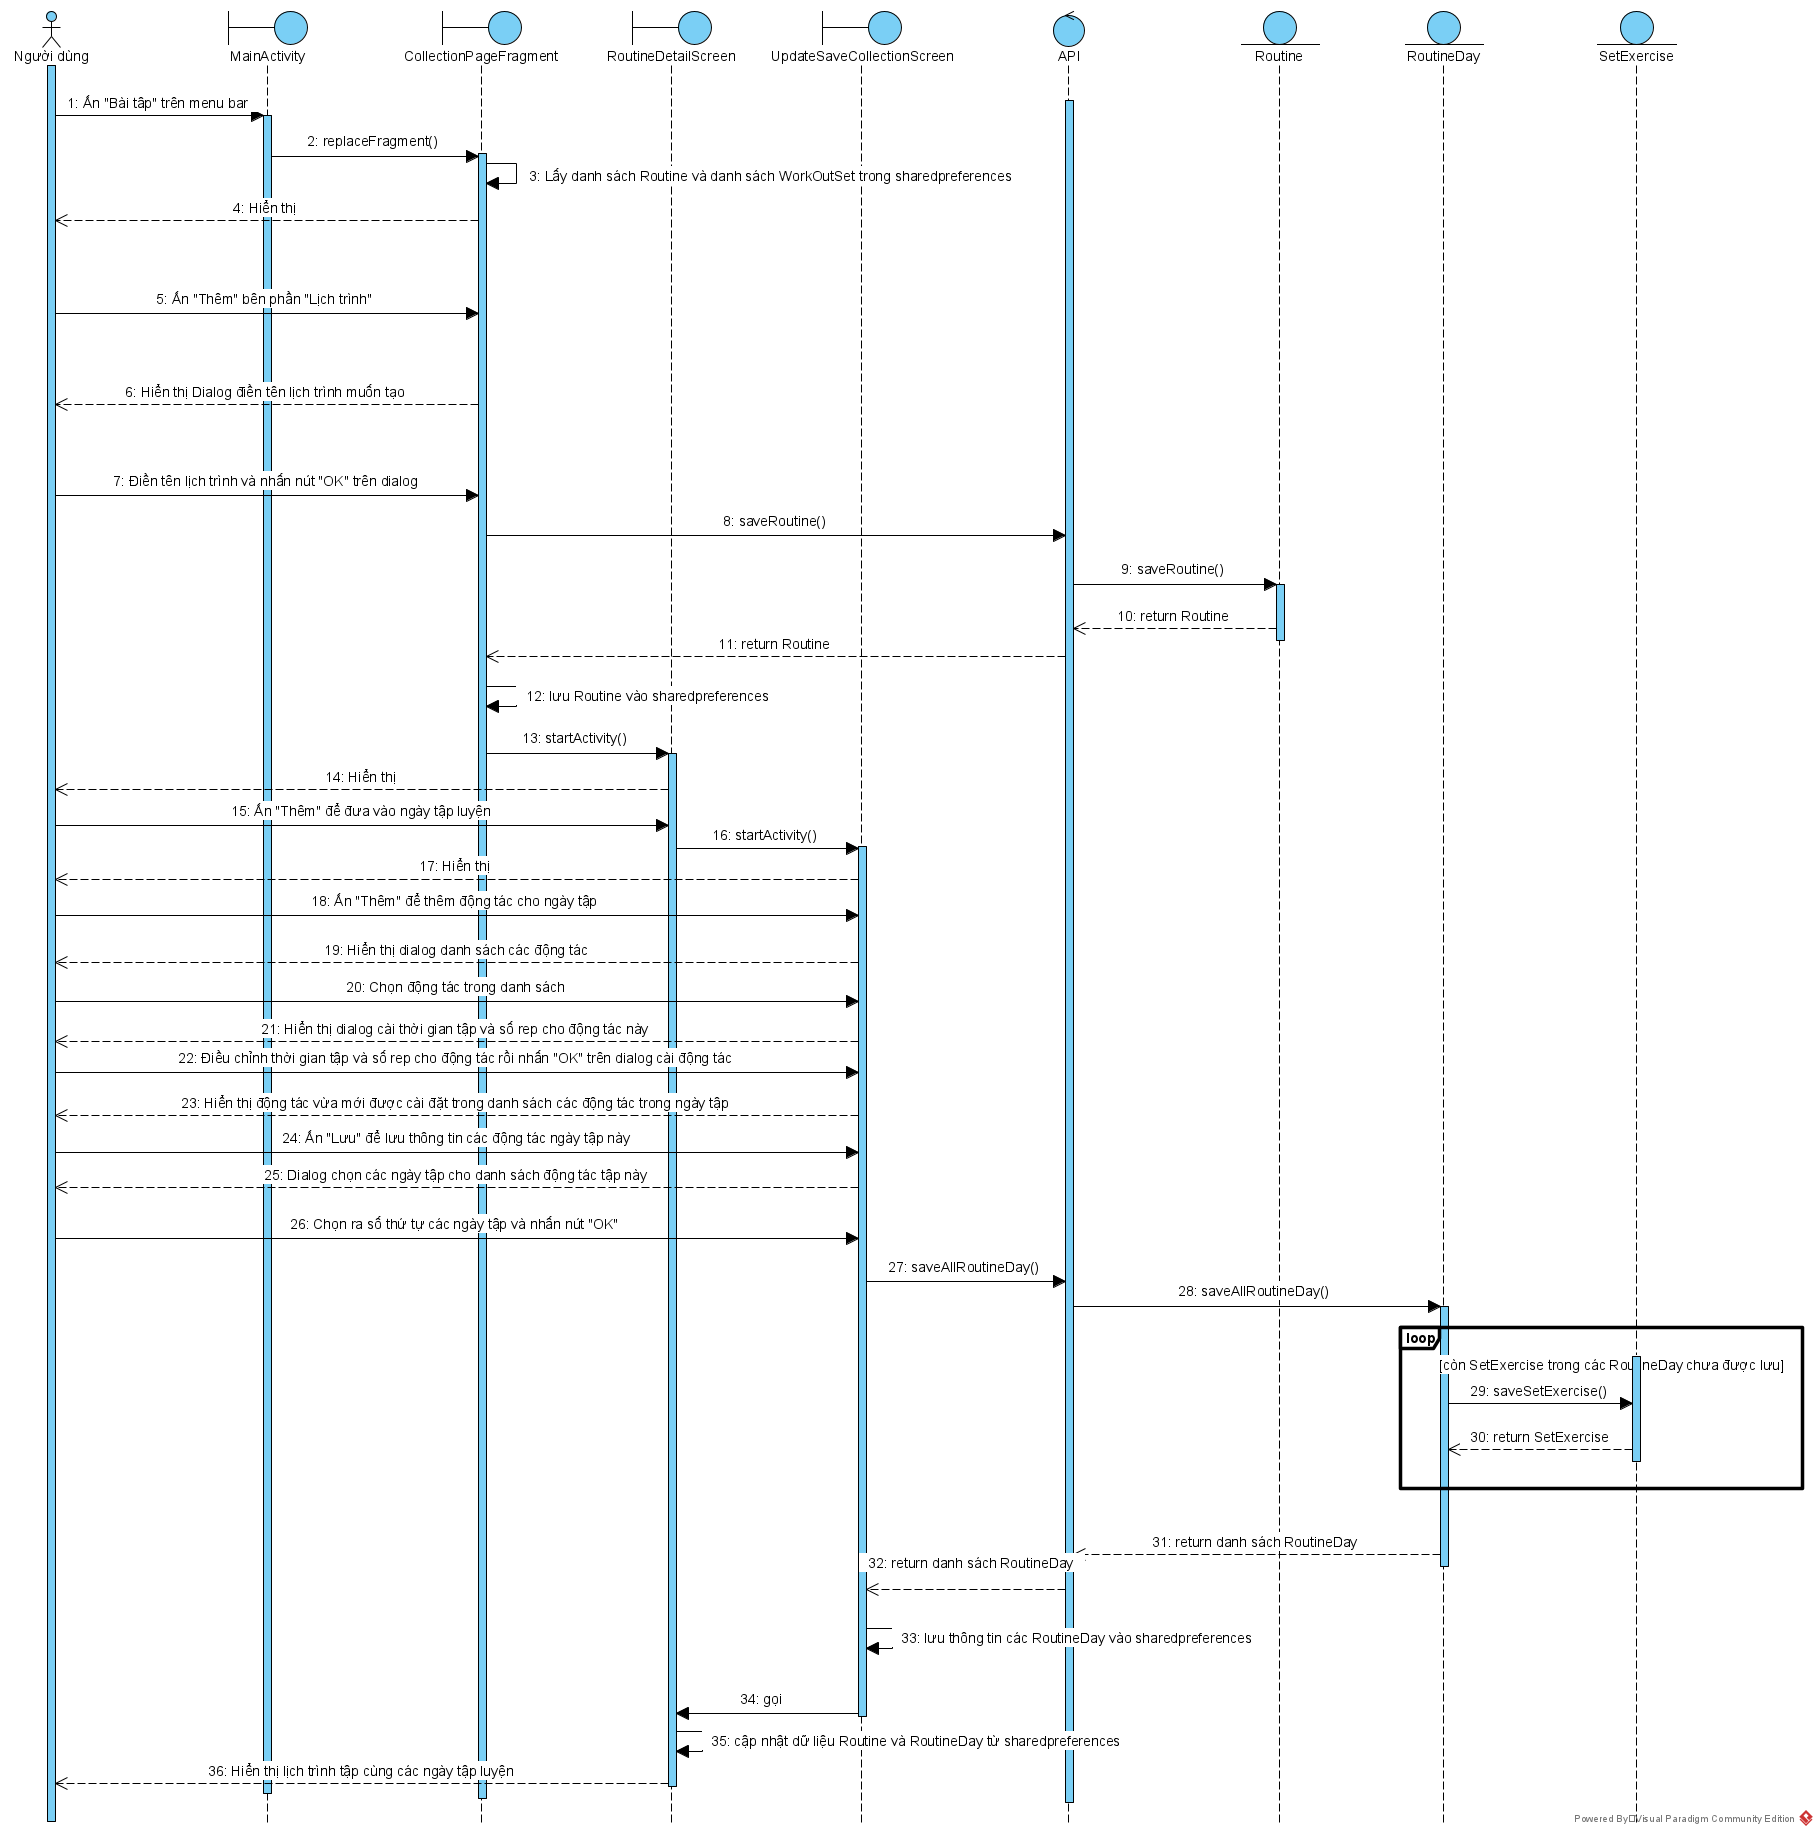 Người dùng
MainActivity
CollectionPageFragment
RoutineDetailScreen
UpdateSaveCollectionScreen
API
Routine
RoutineDay
SetExercise
1: Ấn "Bài tập" trên menu bar
2: replaceFragment()
3: Lấy danh sách Routine và danh sách WorkOutSet trong sharedpreferences
4: Hiển thị
5: Ấn "Thêm" bên phần "Lịch trình"
6: Hiển thị Dialog điền tên lịch trình muốn tạo
7: Điền tên lịch trình và nhấn nút "OK" trên dialog
8: saveRoutine()
9: saveRoutine()
10: return Routine
11: return Routine
12: lưu Routine vào sharedpreferences
13: startActivity()
14: Hiển thị
15: Ấn "Thêm" để đưa vào ngày tập luyện
16: startActivity()
17: Hiển thị
18: Ấn "Thêm" để thêm động tác cho ngày tập
19: Hiển thị dialog danh sách các động tác
20: Chọn động tác trong danh sách
21: Hiển thị dialog cài thời gian tập và số rep cho động tác này
22: Điều chỉnh thời gian tập và số rep cho động tác rồi nhấn "OK" trên dialog cài động tác
23: Hiển thị động tác vừa mới được cài đặt trong danh sách các động tác trong ngày tập
24: Ấn "Lưu" để lưu thông tin các động tác ngày tập này
25: Dialog chọn các ngày tập cho danh sách động tác tập này
26: Chọn ra số thứ tự các ngày tập và nhấn nút "OK"
27: saveAllRoutineDay()
28: saveAllRoutineDay()
loop
[còn SetExercise trong các RoutineDay chưa được lưu]
29: saveSetExercise()
30: return SetExercise
31: return danh sách RoutineDay
32: return danh sách RoutineDay
33: lưu thông tin các RoutineDay vào sharedpreferences
34: gọi
35: cập nhật dữ liệu Routine và RoutineDay từ sharedpreferences
36: Hiển thị lịch trình tập cùng các ngày tập luyện
Powered By Visual Paradigm Community Edition